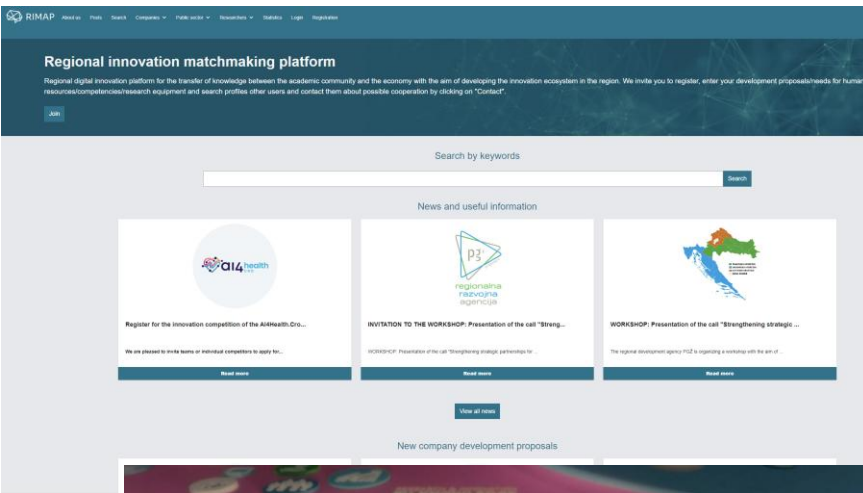 RIMAP About us Posts Search Companies Public sector Researchers Statistics Login Registration
Regional innovation matchmaking platform
Regional digital innovation platform for the transfer of knowledge between the academic community and the economy with the aim of developing the innovation ecosystem in the region. We invite you to register, enter your development proposals/needs for human
resources/competencies/research equipment and search profiles other users and contact them about possible cooperation by clicking on "Contact".
Join
Search by keywords
Search
News and useful information
ai4 health
pg
regionalna
razvojna
agencija
Register for the innovation competition of the AI4Health.Cro...
INVITATION TO THE WORKSHOP: Presentation of the call "Streng...
WORKSHOP: Presentation of the call "Strengthening strategic ...
We are pleased to invite teams or individual competitors to apply for...
WORKSHOP: Presentation of the call "Strengthening strategic partnerships for ...
The regional development agency PGŽ is organizing a workshop with the aim of ...
Read more
Read more
Read more
View all news
New company development proposals